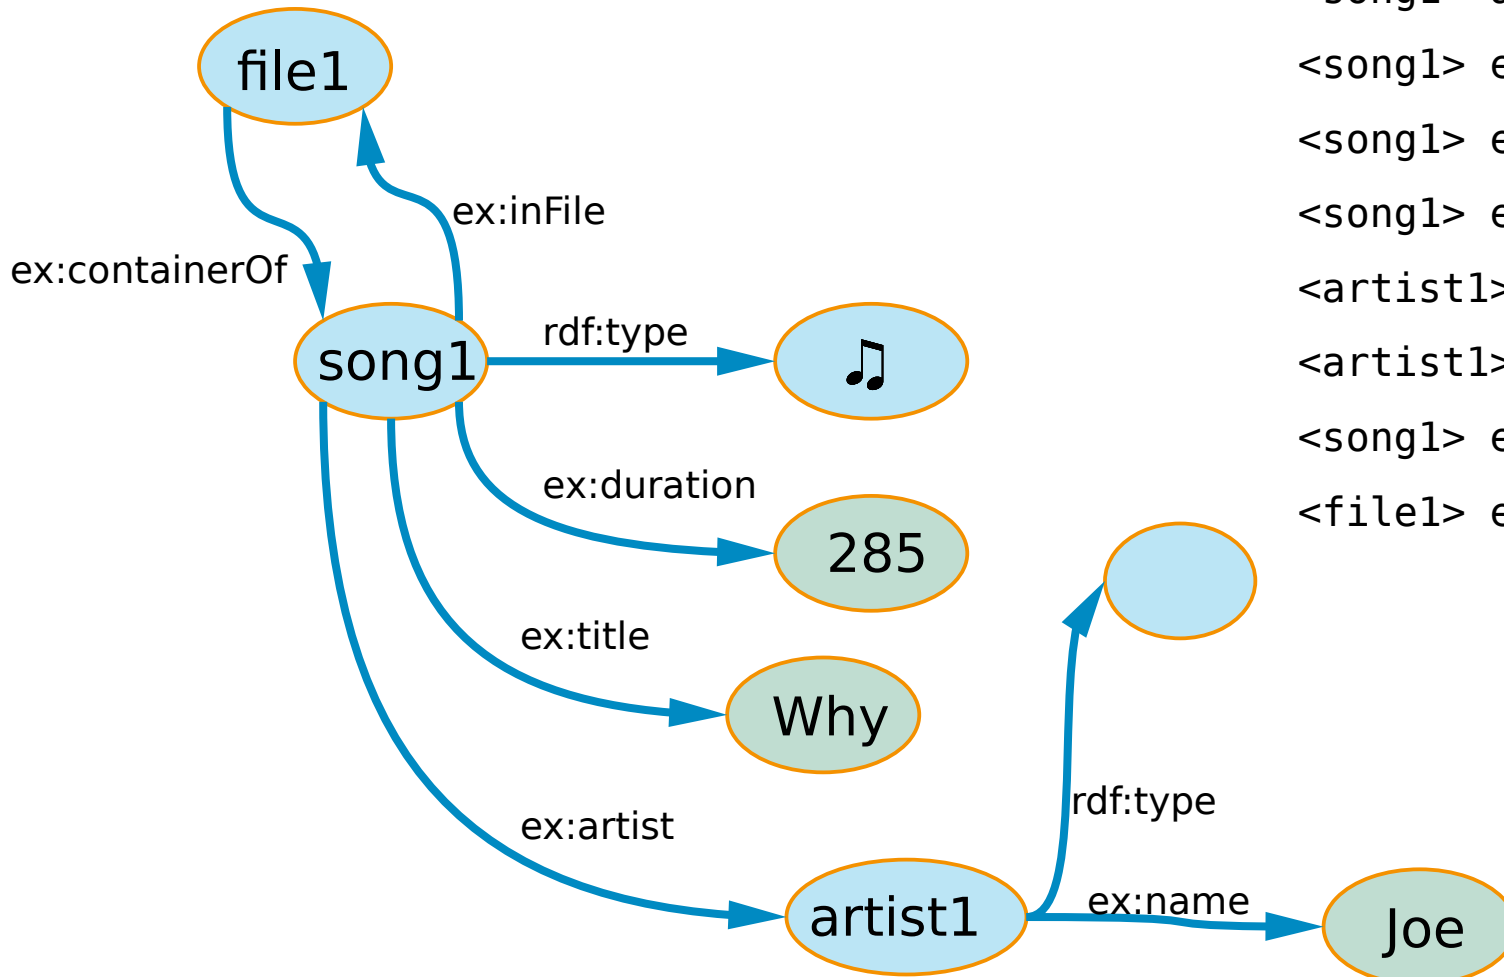 file1
ex:inFile
ex:containerOf
song1
rdf:type
♫
ex:duration
285
ex:title
Why
ex:artist
rdf:type
artist1
ex:name
Joe
<song1> e
<song1> e
<song1> e
<artist1>
<artist1>
<song1> e
<file1> e